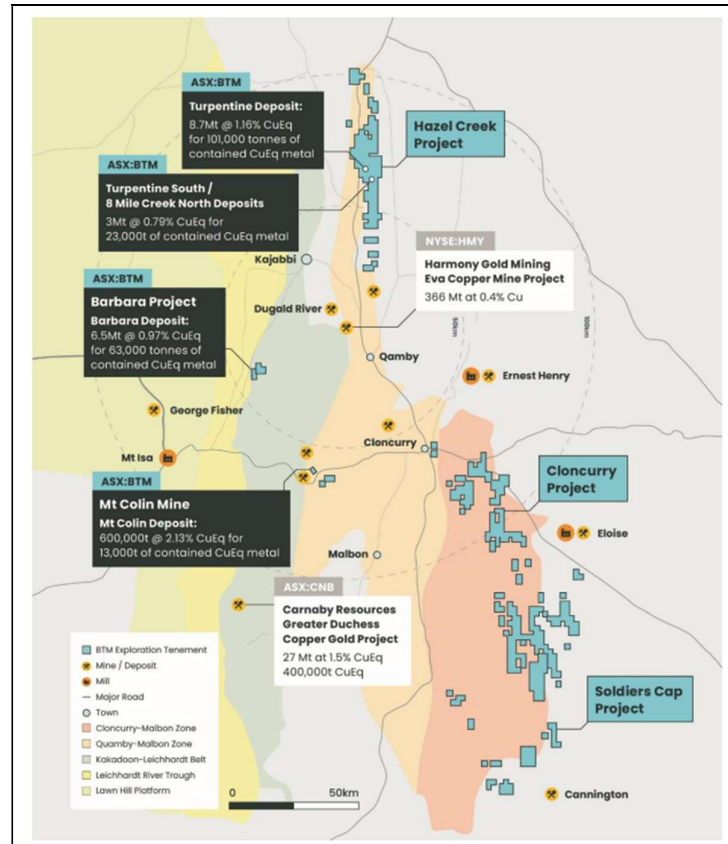 ASX:BTM
Turpentine Deposit:
8.7Mt @ 1.16% CuEq
for 101,000 tonnes of
contained CuEq metal
Hazel Creek
Project
ASX:BTM
Turpentine South /
8 Mile Creek North Deposits
3Mt @ 0.79% CuEq for
23,000t of contained CuEq metal
NYSE:HMY
Harmony Gold Mining
Eva Copper Mine Project
366 Mt at 0.4% Cu
Kajabbi
ASX:BTM
Barbara Project
Barbara Deposit:
6.5Mt @ 0.97% CuEq
for 63,000 tonnes of
contained CuEq metal
Dugald River
50km
100km
Qamby
Ernest Henry
George Fisher
Cloncurry
Mt Isa
ASX:BTM
Mt Colin Mine
Mt Colin Deposit:
600,000t @ 2.13% CuEq for
13,000t of contained CuEq metal
Cloncurry
Project
Eloise
Malbon
ASX:CNB
Carnaby Resources
Greater Duchess
Copper Gold Project
27 Mt at 1.5% CuEq
400,000t CuEq
BTM Exploration Tenement
Mine / Deposit
Mill
Major Road
Town
Cloncurry-Malbon Zone
Quamby-Malbon Zone
Kakadoon-Leichhardt Belt
Leichhardt River Trough
Lawn Hill Platform
Soldiers Cap
Project
0
50km
Cannington